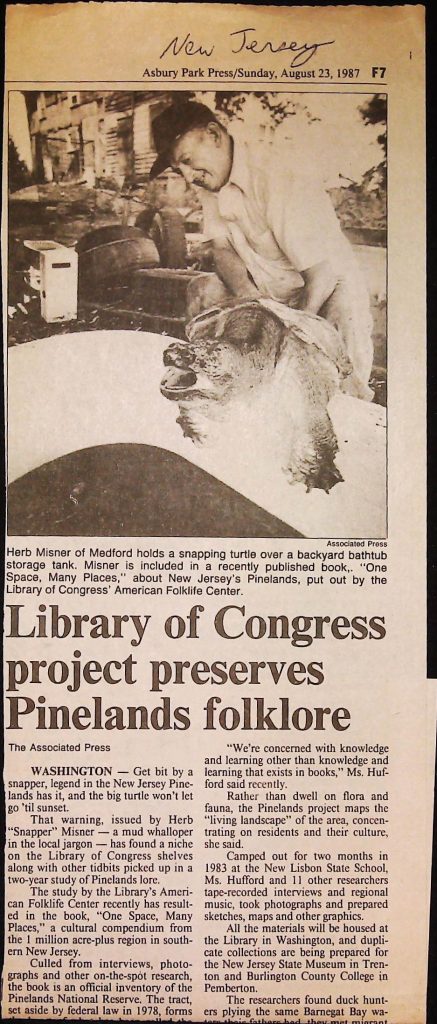 New Jersey
Asbury Park Press/Sunday, August 23, 1987 F7
Associated Press
Herb Misner of Medford holds a snapping turtle over a backyard bathtub
storage tank. Misner is included in a recently published book,. "One
Space, Many Places," about New Jersey's Pinelands, put out by the
Library of Congress' American Folklife Center.
Library of Congress
project preserves
Pinelands folklore
The Associated Press
WASHINGTON — Get bit by a
snapper, legend in the New Jersey Pine-
lands has it, and the big turtle won't let
go 'til sunset.
That warning, issued by Herb
"Snapper" Misner — a mud whalloper
in the local jargon — has found a niche
on the Library of Congress shelves
along with other tidbits picked up in a
two-year study of Pinelands lore.
The study by the Library's Ameri-
can Folklife Center recently has result-
ed in the book, "One Space, Many
Places," a cultural compendium from
the 1 million acre-plus region in south-
ern New Jersey.
Culled from interviews, photo-
graphs and other on-the-spot research,
the book is an official inventory of the
Pinelands National Reserve. The tract,
set aside by federal law in 1978, forms
"We're concerned with knowledge
and learning other than knowledge and
learning that exists in books," Ms. Huf-
ford said recently.
Rather than dwell on flora and
fauna, the Pinelands project maps the
"living landscape" of the area, concen-
trating on residents and their culture,
she said.
Camped out for two months in
1983 at the New Lisbon State School,
Ms. Hufford and 11 other researchers
tape-recorded interviews and regional
music, took photographs and prepared
sketches, maps and other graphics.
All the materials will be housed at
the Library in Washington, and dupli-
cate collections are being prepared for
the New Jersey State Museum in Tren-
ton and Burlington County College in
Pemberton.
The researchers found duck hunt-
ers plying the same Barnegat Bay wa-